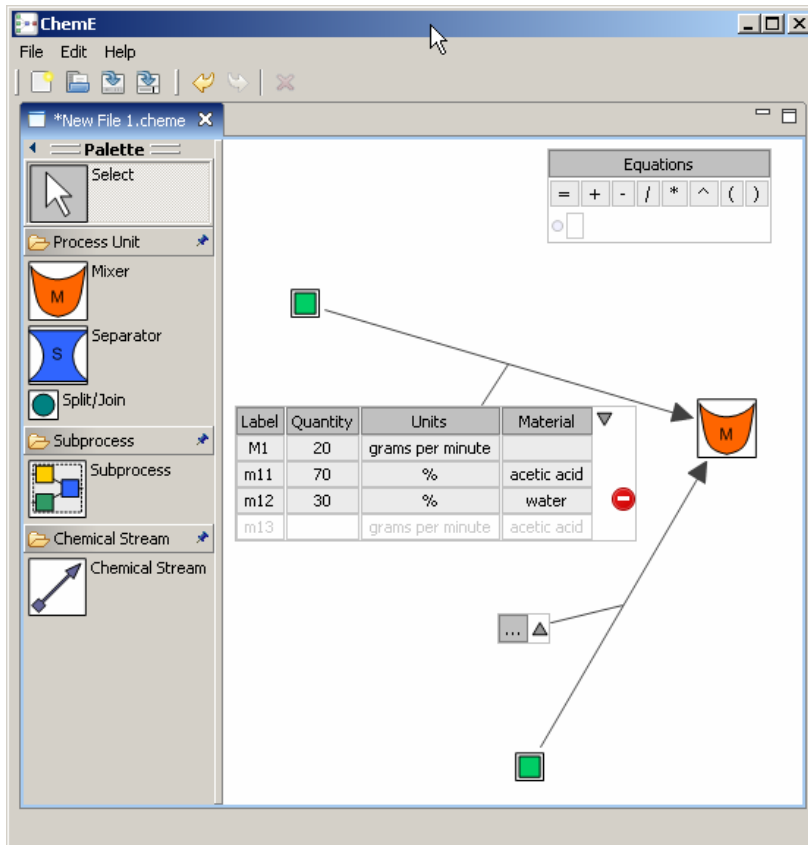 ChemE
File Edit Help
*New File 1.cheme
Palette
Select
Process Unit
M
Mixer
S
Separator
Split/Join
Subprocess
Subprocess
Chemical Stream
Chemical Stream
Equations
= + - / * ^ ( )
Label Quantity Units Material
M1 20 grams per minute
m11 70 % acetic acid
m12 30 % water
m13 grams per minute acetic acid
M
...